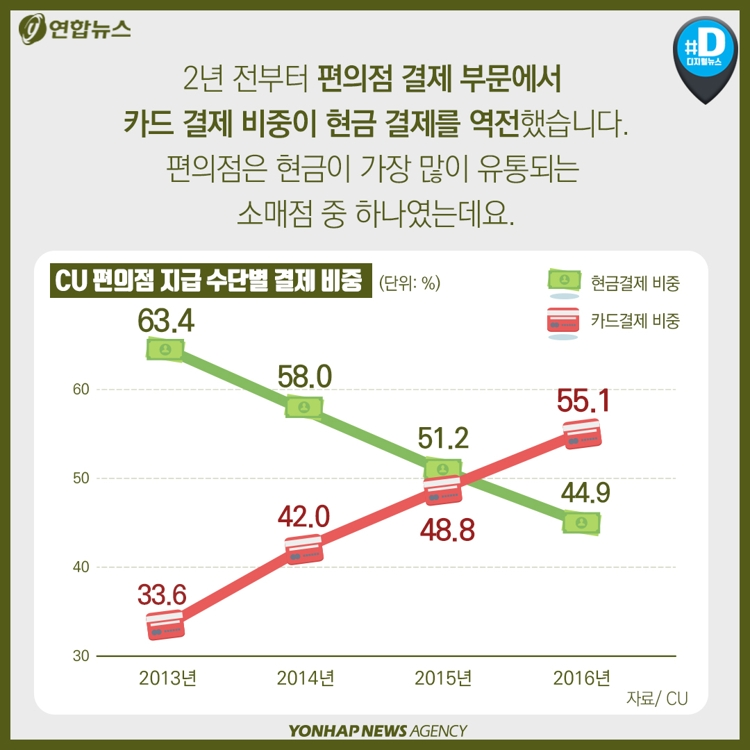 연합뉴스
#D
디지털뉴스
2년 전부터 편의점 결제 부문에서
카드 결제 비중이 현금 결제를 역전했습니다.
편의점은 현금이 가장 많이 유통되는
소매점 중 하나였는데요.
CU 편의점 지급 수단별 결제 비중 (단위: %)
현금결제 비중
카드결제 비중
63.4
58.0
51.2
44.9
33.6
42.0
48.8
55.1
60
50
40
30
2013년 2014년 2015년 2016년
자료/ CU
YONHAP NEWS AGENCY